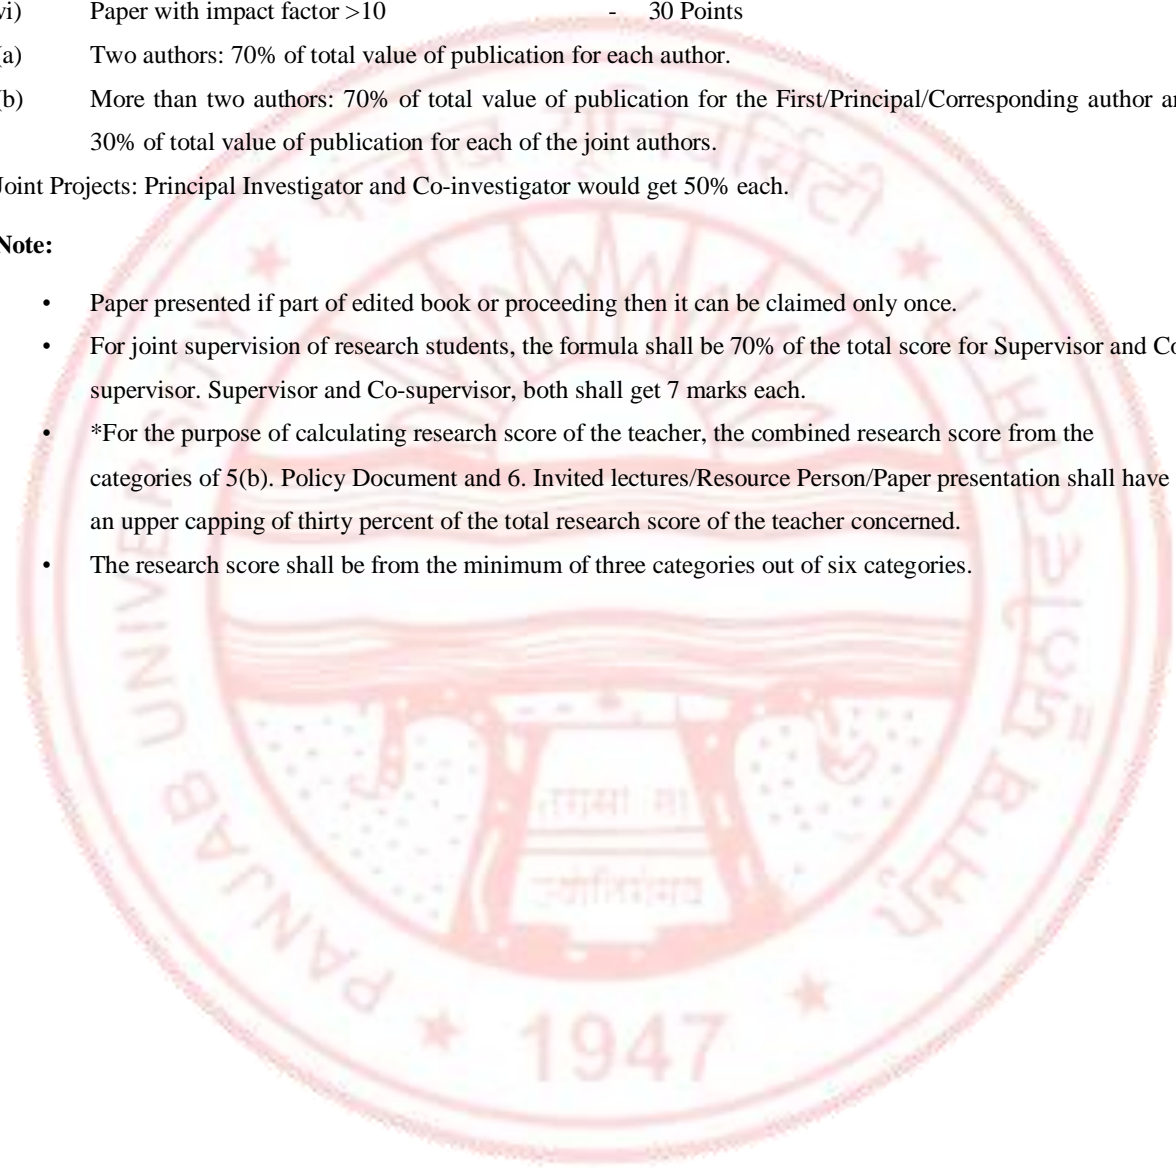 vi) Paper with impact factor >10 - 30 Points
(a) Two authors: 70% of total value of publication for each author.
(b) More than two authors: 70% of total value of publication for the First/Principal/Corresponding author an
30% of total value of publication for each of the joint authors.
Joint Projects: Principal Investigator and Co-investigator would get 50% each.
Note:
• Paper presented if part of edited book or proceeding then it can be claimed only once.
• For joint supervision of research students, the formula shall be 70% of the total score for Supervisor and Co
supervisor. Supervisor and Co-supervisor, both shall get 7 marks each.
• *For the purpose of calculating research score of the teacher, the combined research score from the
categories of 5(b). Policy Document and 6. Invited lectures/Resource Person/Paper presentation shall have
an upper capping of thirty percent of the total research score of the teacher concerned.
• The research score shall be from the minimum of three categories out of six categories.
PANJAB UNIVERSITY
1947